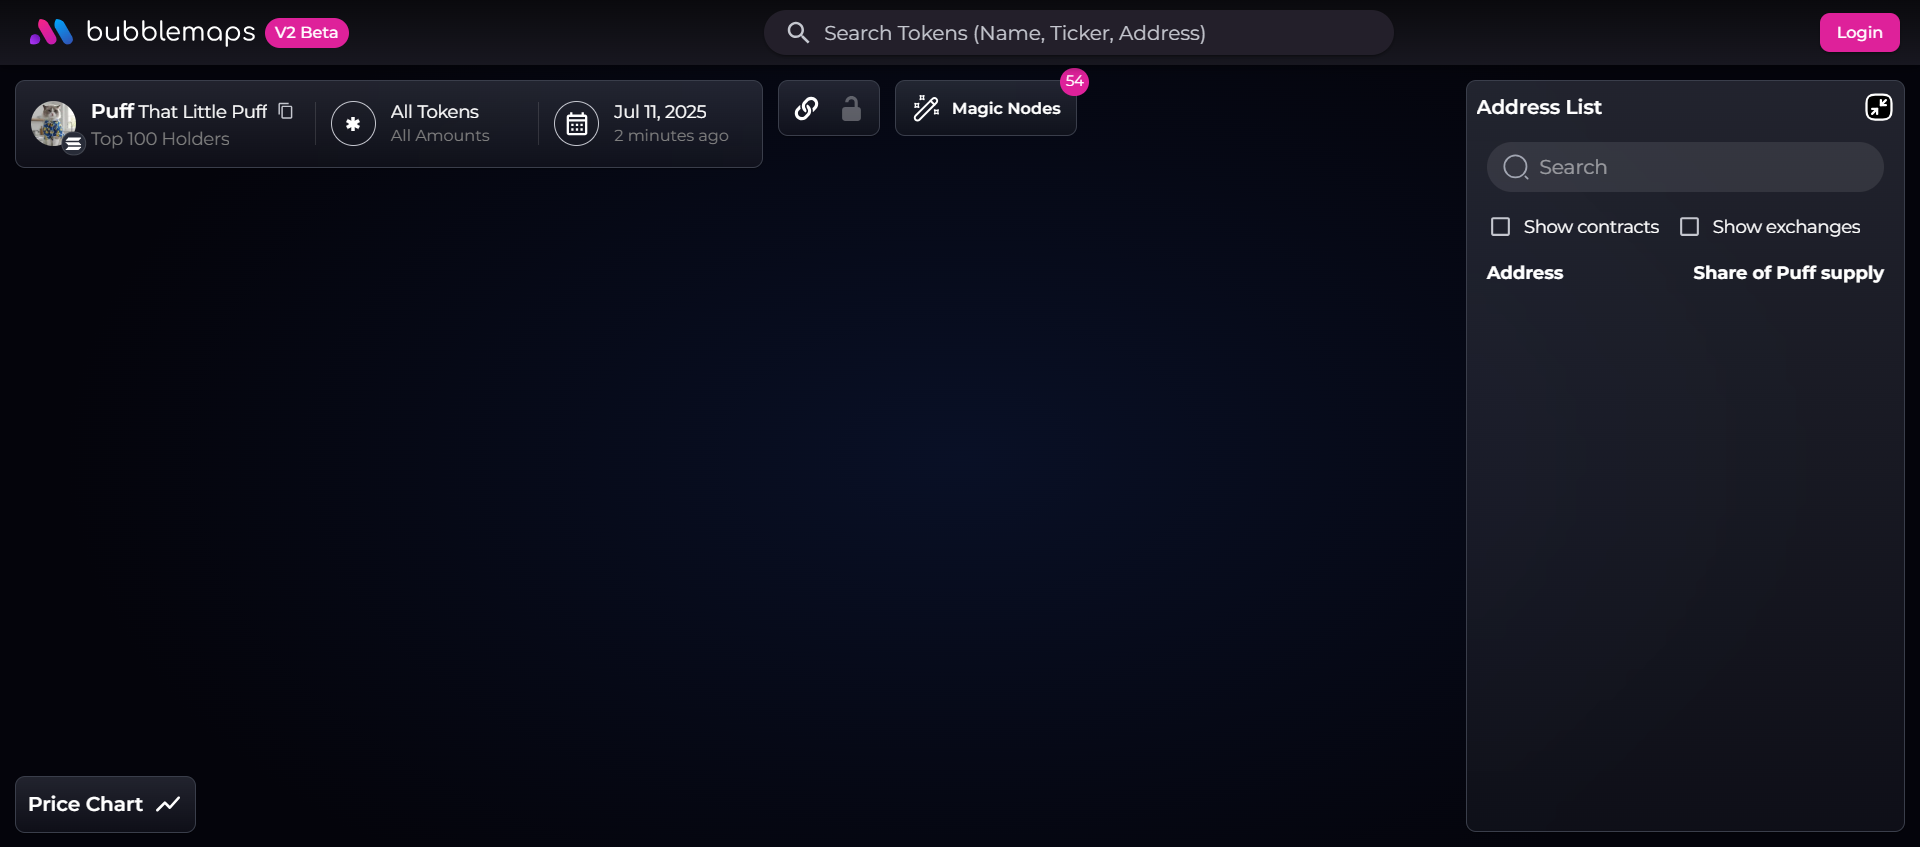 bubblemaps V2 Beta
Search Tokens (Name, Ticker, Address)
Login
Puff That Little Puff
Top 100 Holders
All Tokens
All Amounts
Jul 11, 2025
2 minutes ago
Magic Nodes
54
Address List
Search
Show contracts
Show exchanges
Address
Share of Puff supply
Price Chart